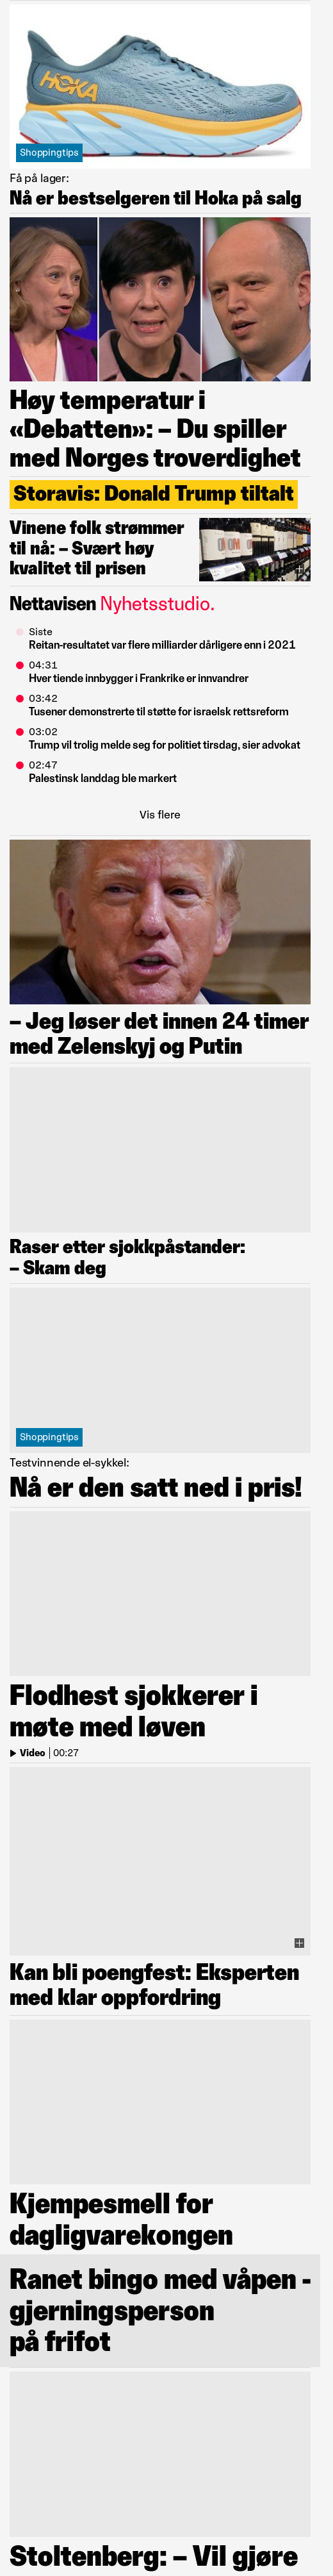 HOKA
Shoppingtips
Få på lager:
Nå er bestselgeren til Hoka på salg
Høy temperatur i
«Debatten»: – Du spiller
med Norges troverdighet
Storavis: Donald Trump tiltalt
Vinene folk strømmer
til nå: – Svært høy
kvalitet til prisen
Nettavisen Nyhetsstudio.
Siste
Reitan-resultatet var flere milliarder dårligere enn i 2021
04:31
Hver tiende innbygger i Frankrike er innvandrer
03:42
Tusener demonstrerte til støtte for israelsk rettsreform
03:02
Trump vil trolig melde seg for politiet tirsdag, sier advokat
02:47
Palestinsk landdag ble markert
Vis flere
– Jeg løser det innen 24 timer
med Zelenskyj og Putin
Raser etter sjokkpåstander:
– Skam deg
Shoppingtips
Testvinnende el-sykkel:
Nå er den satt ned i pris!
Flodhest sjokkerer i
møte med løven
Video 00:27
Kan bli poengfest: Eksperten
med klar oppfordring
Kjempesmell for
dagligvarekongen
Ranet bingo med våpen -
gjerningsperson
på frifot
Stoltenberg: – Vil gjøre